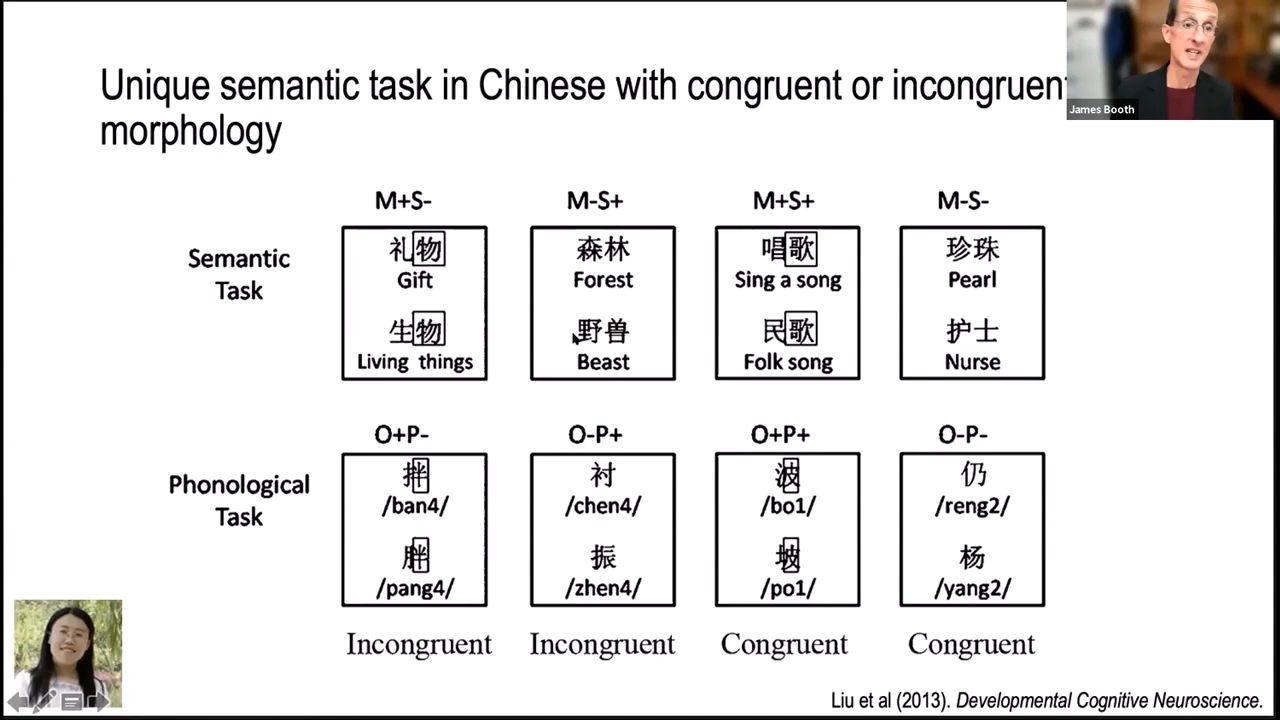 Unique semantic task in Chinese with congruent or incongruent
morphology
James Booth
M+S-
M-S+
M+S+
M-S-
Semantic
Task
礼物
Gift
生物
Living things
森林
Forest
野兽
Beast
唱歌
Sing a song
民歌
Folk song
珍珠
Pearl
护士
Nurse
O+P-
O-P+
O+P+
O-P-
Phonological
Task
拌
/ban4/
胖
/pang4/
衬
/chen4/
振
/zhen4/
波
/bo1/
坡
/po1/
仍
/reng2/
杨
/yang2/
Incongruent
Incongruent
Congruent
Congruent
Liu et al (2013). Developmental Cognitive Neuroscience.